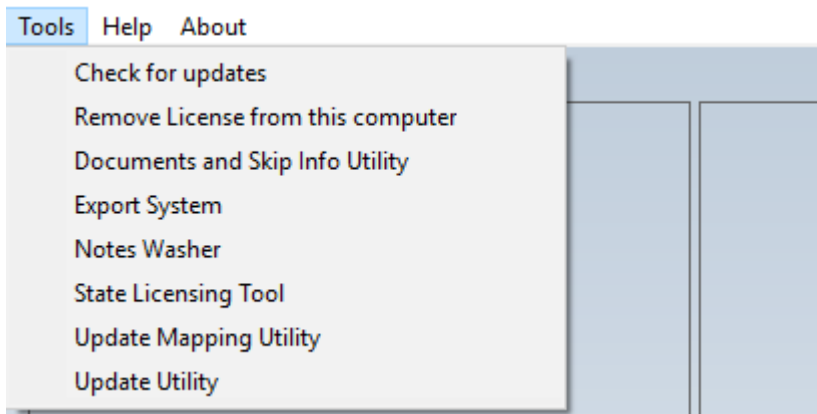 Tools Help About
Check for updates
Remove License from this computer
Documents and Skip Info Utility
Export System
Notes Washer
State Licensing Tool
Update Mapping Utility
Update Utility